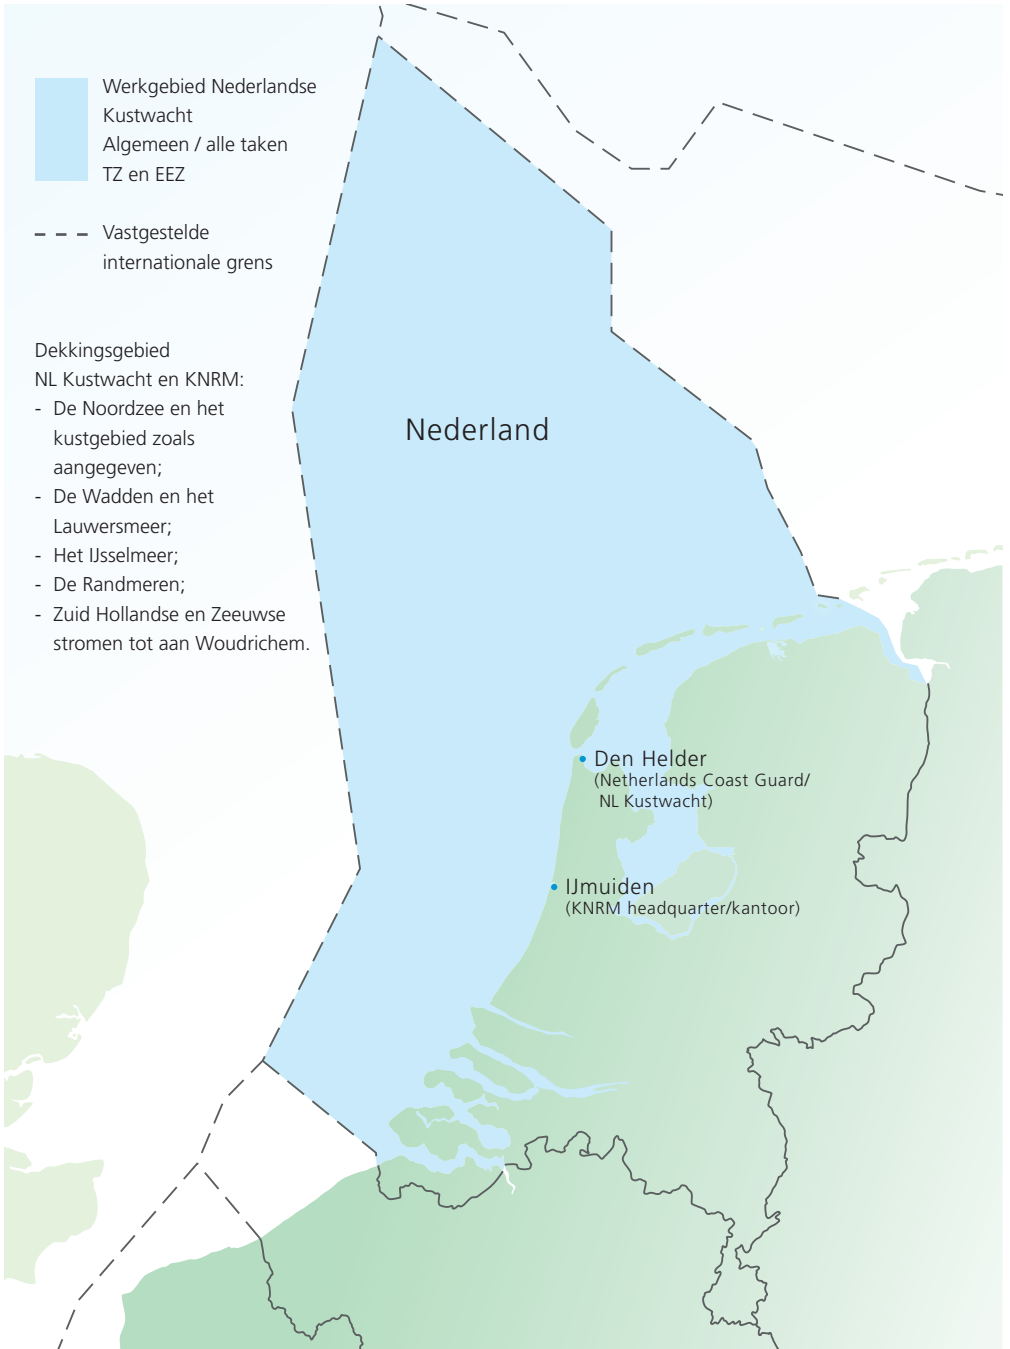 Werkgebied Nederlandse
Kustwacht
Algemeen / alle taken
TZ en EEZ
Vastgestelde
internationale grens
Dekkingsgebied
NL Kustwacht en KNRM:
- De Noordzee en het
kustgebied zoals
aangegeven;
- De Wadden en het
Lauwersmeer;
- Het IJsselmeer;
- De Randmeren;
- Zuid Hollandse en Zeeuwse
stromen tot aan Woudrichem.
Nederland
Den Helder
(Netherlands Coast Guard/
NL Kustwacht)
IJmuiden
(KNRM headquarter/kantoor)